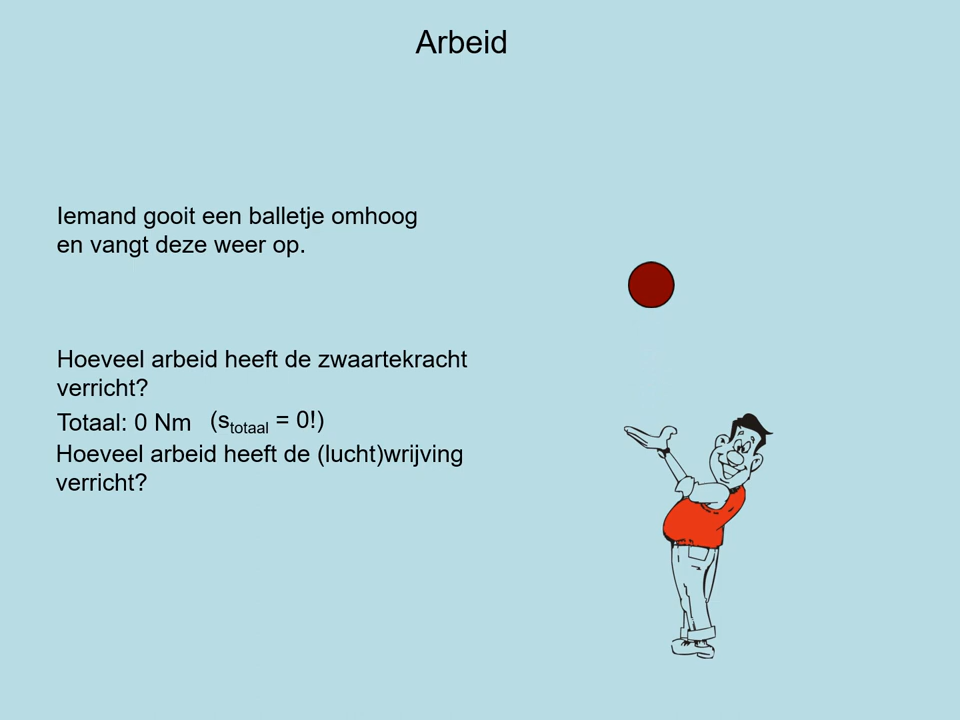 Arbeid
Iemand gooit een balletje omhoog
en vangt deze weer op.
Hoeveel arbeid heeft de zwaartekracht
verricht?
Totaal: 0 Nm (stotaal = 0!)
Hoeveel arbeid heeft de (lucht)wrijving
verricht?